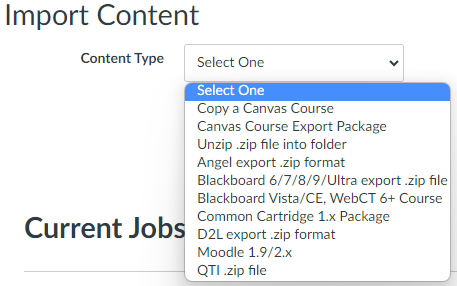 Import Content
Content Type
Select One
Select One
Copy a Canvas Course
Canvas Course Export Package
Unzip .zip file into folder
Angel export .zip format
Blackboard 6/7/8/9/Ultra export .zip file
Blackboard Vista/CE, WebCT 6+ Course
Common Cartridge 1.x Package
Current Jobs
D2L export .zip format
Moodle 1.9/2.x
QTI .zip file